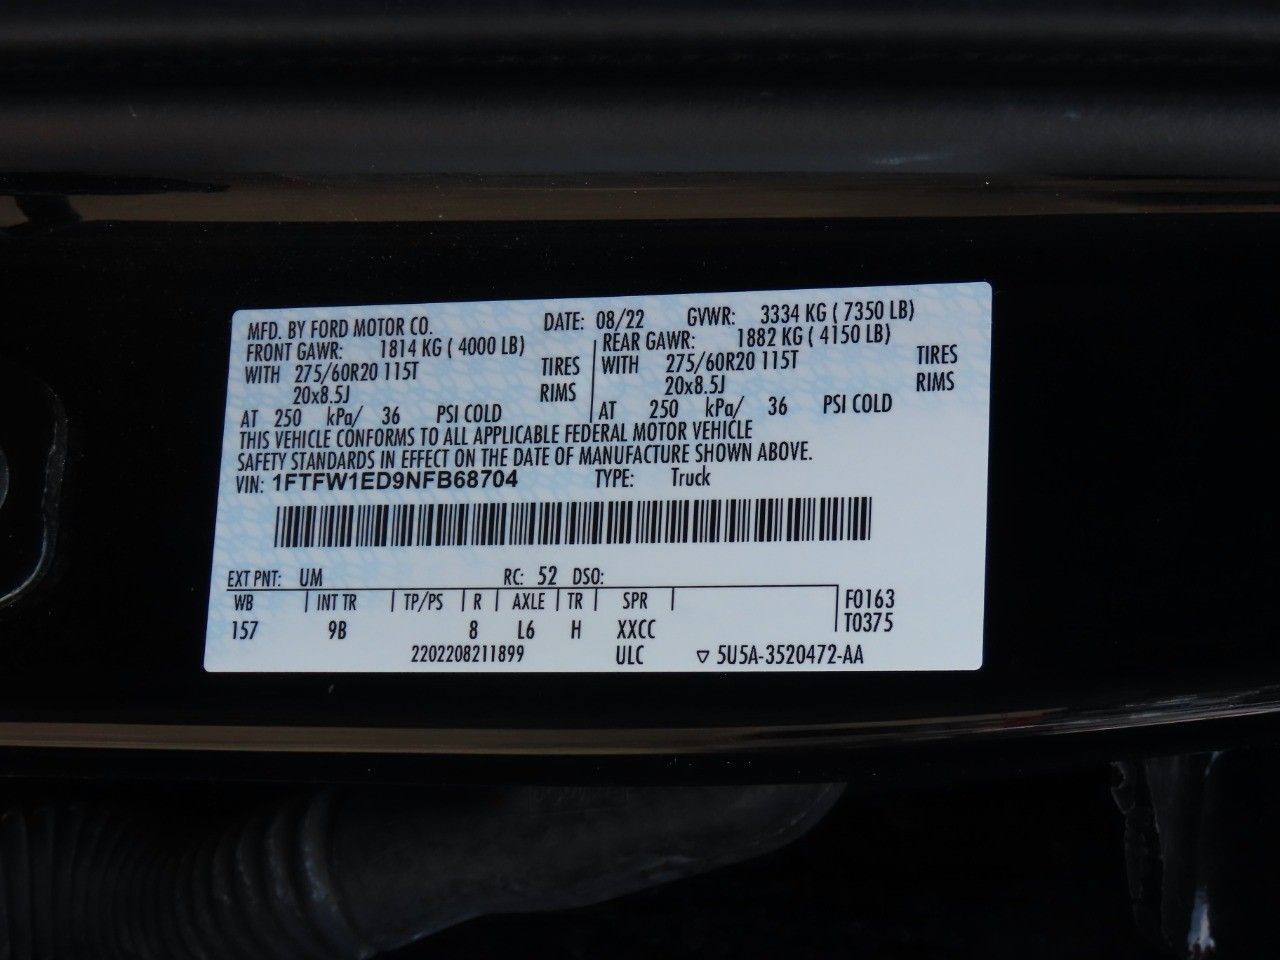 MFD. BY FORD MOTOR CO. DATE: 08/22 GVWR: 3334 KG ( 7350 LB)
FRONT GAWR: 1814 KG ( 4000 LB) REAR GAWR: 1882 KG ( 4150 LB)
WITH 275/60R20 115T TIRES WITH 275/60R20 115T TIRES
20x8.5J RIMS 20x8.5J RIMS
AT 250 kPa/ 36 PSI COLD AT 250 kPa/ 36 PSI COLD
THIS VEHICLE CONFORMS TO ALL APPLICABLE FEDERAL MOTOR VEHICLE
SAFETY STANDARDS IN EFFECT ON THE DATE OF MANUFACTURE SHOWN ABOVE.
VIN: 1FTFW1ED9NFB68704 TYPE: Truck
EXT PNT: UM RC: 52 DSO:
WB INT TR TP/PS R AXLE TR SPR F0163
157 9B 8 L6 H XXCC T0375
2202208211899 ULC ▽ 5U5A-3520472-AA